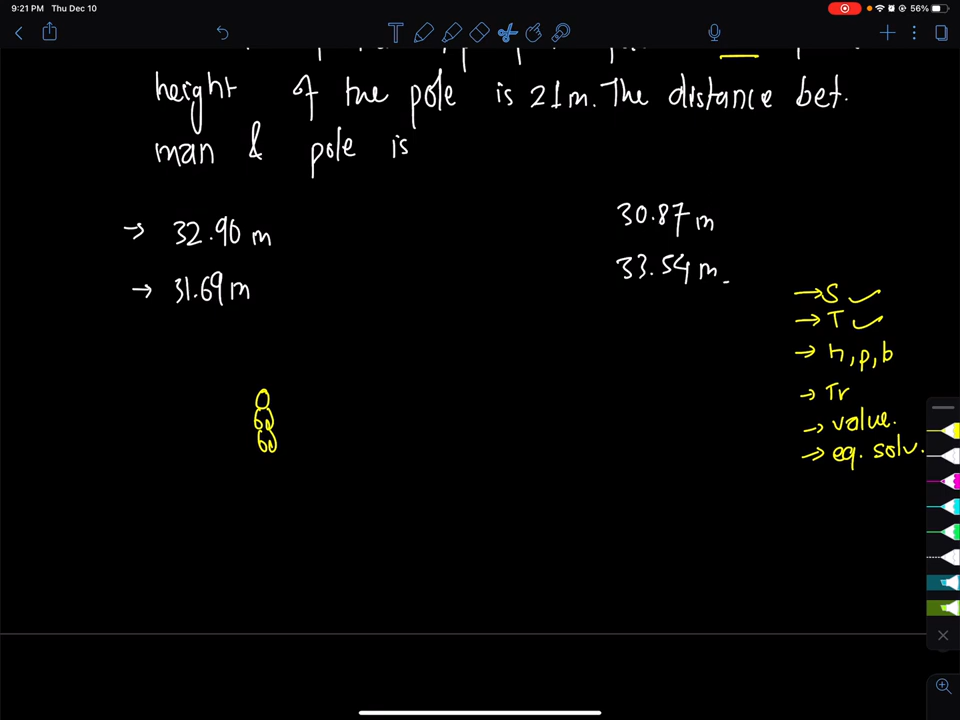 9:21 PM Thu Dec 10
56%
T
height of the pole is 21m. The distance bet.
man & pole is
→ 32.90 m
30.87 m
→ 31.69 m
33.54 m.
→ S ✓
→ T ✓
→ h, p, b
→ Tr
→ value.
→ eq. solv.